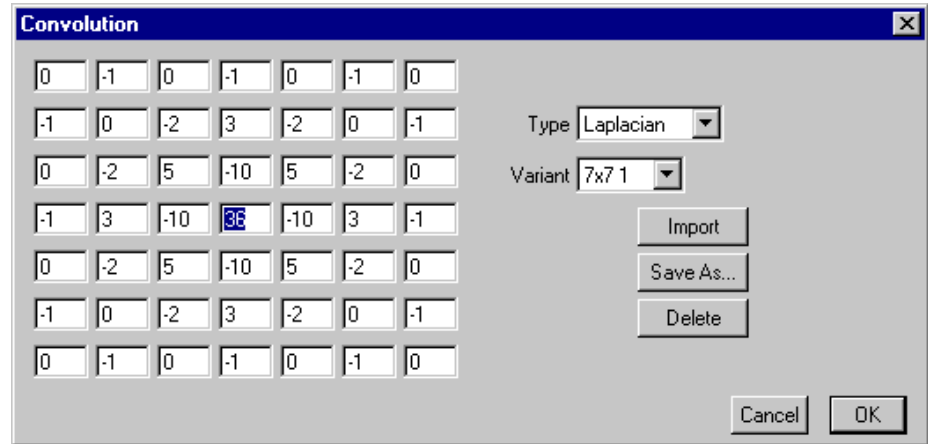 Convolution
0 -1 0 -1 0 -1 0
-1 0 -2 3 -2 0 -1
Type Laplacian
0 -2 5 -10 5 -2 0
Variant 7x7 1
-1 3 -10 36 -10 3 -1
Import
0 -2 5 -10 5 -2 0
Save As...
-1 0 -2 3 -2 0 -1
Delete
0 -1 0 -1 0 -1 0
Cancel OK